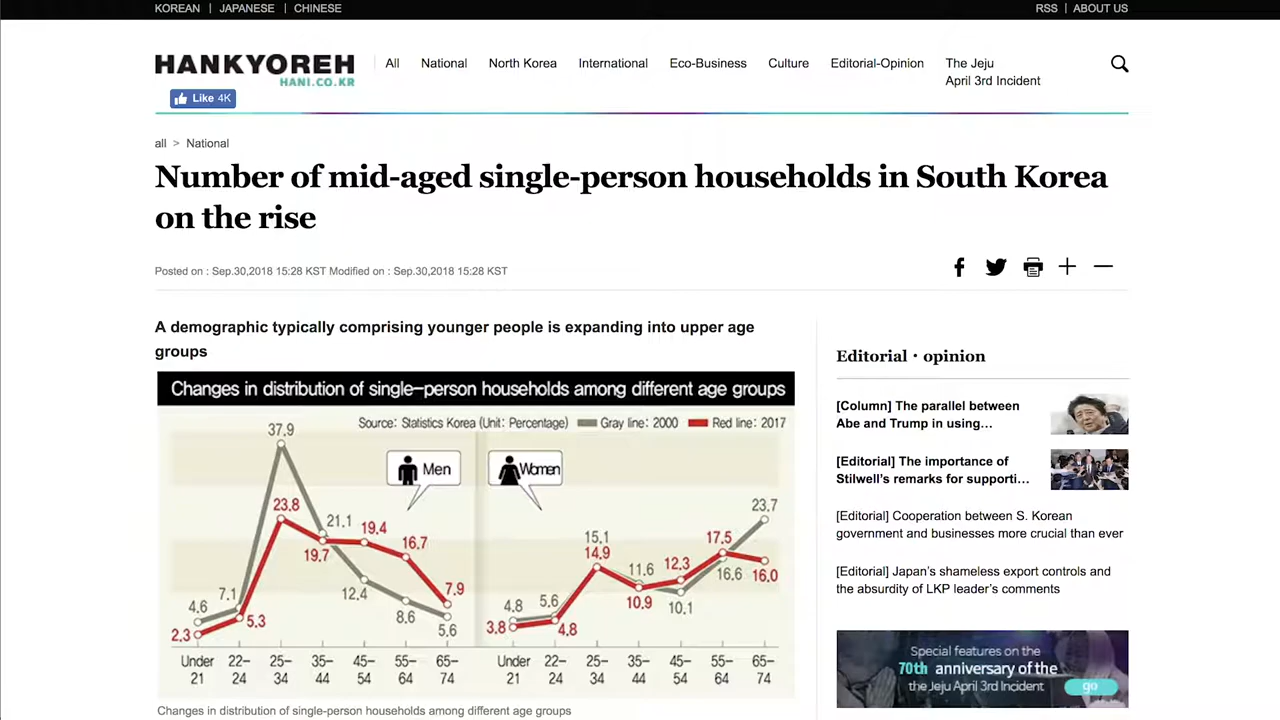 KOREAN | JAPANESE | CHINESE
RSS | ABOUT US
HANKYOREH
HANI.CO.KR
All
National
North Korea
International
Eco-Business
Culture
Editorial-Opinion
The Jeju
April 3rd Incident
Like 4K
all > National
Number of mid-aged single-person households in South Korea
on the rise
Posted on : Sep.30,2018 15:28 KST Modified on : Sep.30,2018 15:28 KST
A demographic typically comprising younger people is expanding into upper age
groups
Changes in distribution of single-person households among different age groups
Source: Statistics Korea (Unit: Percentage) Gray line: 2000 Red line: 2017
Men
4.6 7.1 37.9 21.1 12.4 8.6 5.6
2.3 5.3 23.8 19.7 19.4 16.7 7.9
Under 21 22–24 25–34 35–44 45–54 55–64 65–74
Women
4.8 5.6 15.1 11.6 10.1 16.6 23.7
3.8 4.8 14.9 10.9 12.3 17.5 16.0
Under 21 22–24 25–34 35–44 45–54 55–64 65–74
Changes in distribution of single-person households among different age groups
Editorial · opinion
[Column] The parallel between
Abe and Trump in using…
[Editorial] The importance of
Stilwell's remarks for supporti…
[Editorial] Cooperation between S. Korean
government and businesses more crucial than ever
[Editorial] Japan's shameless export controls and
the absurdity of LKP leader's comments
Special features on the
70th anniversary of the
the Jeju April 3rd Incident
go